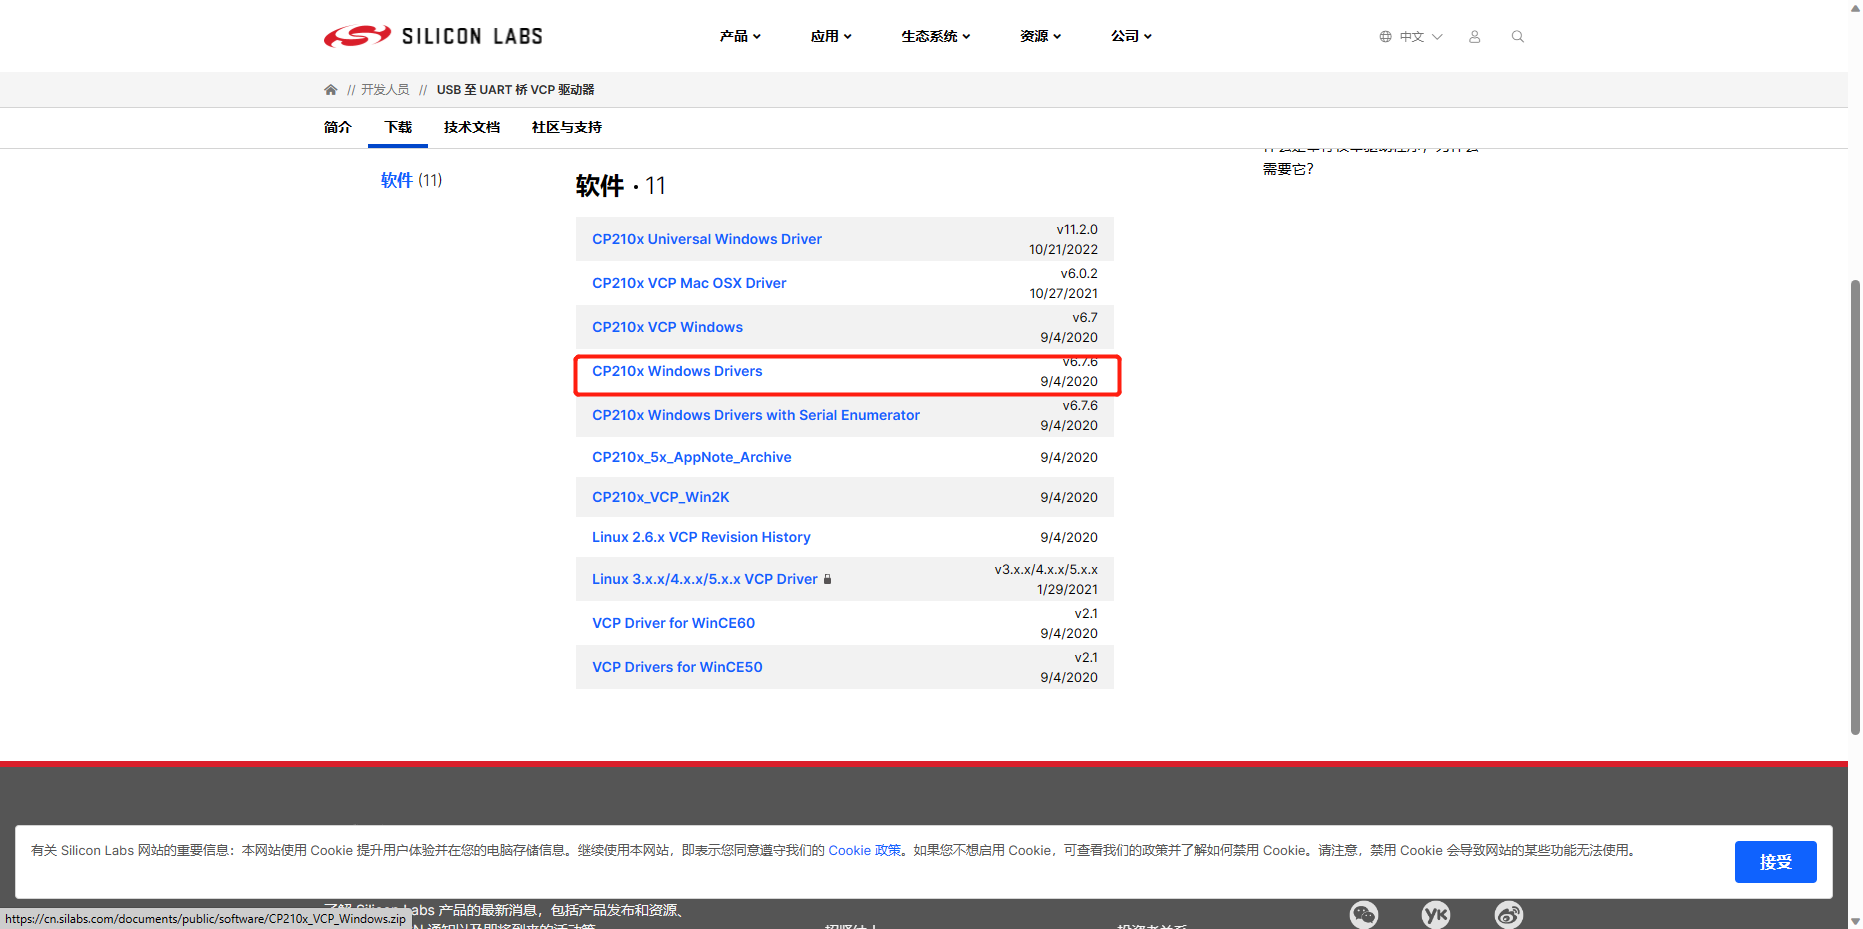 SILICON LABS
产品
应用
生态系统
资源
公司
中文
// 开发人员 // USB 至 UART 桥 VCP 驱动器
简介
下载
技术文档
社区与支持
需要它?
软件 (11)
软件 · 11
CP210x Universal Windows Driver
v11.2.0
10/21/2022
CP210x VCP Mac OSX Driver
v6.0.2
10/27/2021
CP210x VCP Windows
v6.7
9/4/2020
CP210x Windows Drivers
v6.7.6
9/4/2020
CP210x Windows Drivers with Serial Enumerator
v6.7.6
9/4/2020
CP210x_5x_AppNote_Archive
9/4/2020
CP210x_VCP_Win2K
9/4/2020
Linux 2.6.x VCP Revision History
9/4/2020
Linux 3.x.x/4.x.x/5.x.x VCP Driver
v3.x.x/4.x.x/5.x.x
1/29/2021
VCP Driver for WinCE60
v2.1
9/4/2020
VCP Drivers for WinCE50
v2.1
9/4/2020
有关 Silicon Labs 网站的重要信息：本网站使用 Cookie 提升用户体验并在您的电脑存储信息。继续使用本网站，即表示您同意遵守我们的 Cookie 政策。如果您不想启用 Cookie，可查看我们的政策并了解如何禁用 Cookie。请注意，禁用 Cookie 会导致网站的某些功能无法使用。
接受
了解 Silicon Labs 产品的最新消息，包括产品发布和资源、
https://cn.silabs.com/documents/public/software/CP210x_VCP_Windows.zip